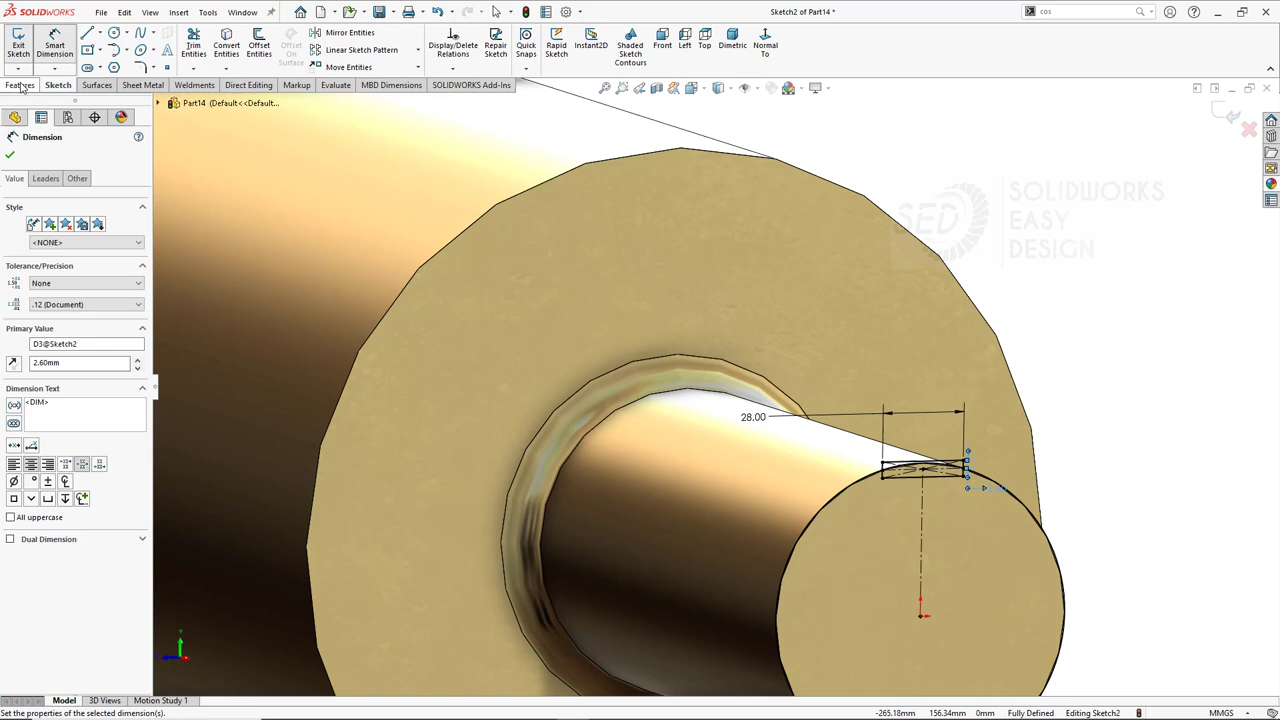 SOLIDWORKS
File
Edit
View
Insert
Tools
Window
Sketch2 of Part14 *
cos
Exit Sketch
Smart Dimension
Trim Entities
Convert Entities
Offset Entities
Offset On Surface
Mirror Entities
Linear Sketch Pattern
Move Entities
Display/Delete Relations
Repair Sketch
Quick Snaps
Rapid Sketch
Instant2D
Shaded Sketch Contours
Front
Left
Top
Dimetric
Normal To
Features
Sketch
Surfaces
Sheet Metal
Weldments
Direct Editing
Markup
Evaluate
MBD Dimensions
SOLIDWORKS Add-Ins
Part14 (Default<<Default...
Dimension
Value
Leaders
Other
Style
<NONE>
Tolerance/Precision
None
.12 (Document)
Primary Value
D3@Sketch2
2.60mm
Dimension Text
<DIM>
All uppercase
Dual Dimension
28.00
SED
SOLIDWORKS
EASY
DESIGN
Y
Model
3D Views
Motion Study 1
Set the properties of the selected dimension(s).
-265.18mm
156.34mm
0mm
Fully Defined
Editing Sketch2
MMGS